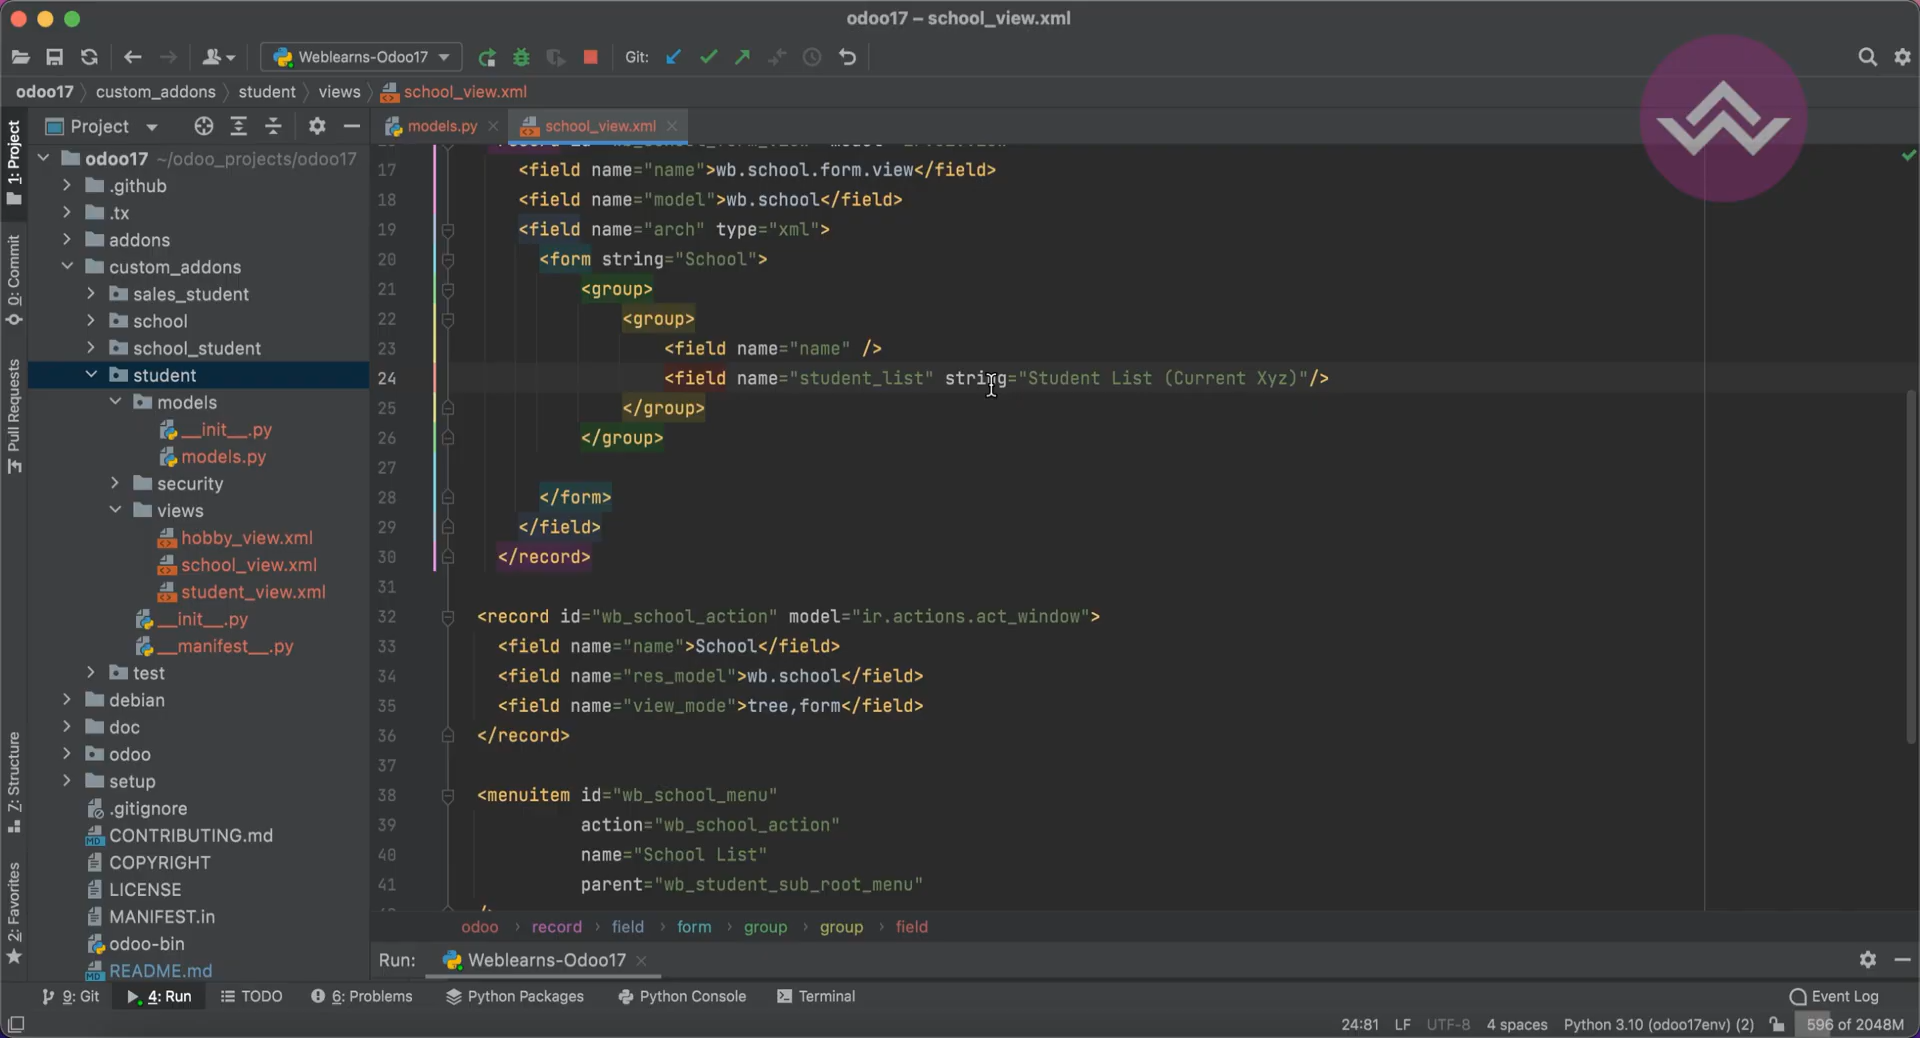 odoo17 – school_view.xml
Weblearns-Odoo17
Git:
odoo17 custom_addons student views school_view.xml
Project
models.py
school_view.xml
1: Project
0: Commit
Pull Requests
7: Structure
2: Favorites
odoo17 ~/odoo_projects/odoo17
.github
.tx
addons
custom_addons
sales_student
school
school_student
student
models
__init__.py
models.py
security
views
hobby_view.xml
school_view.xml
student_view.xml
__init__.py
__manifest__.py
test
debian
doc
odoo
setup
.gitignore
CONTRIBUTING.md
COPYRIGHT
LICENSE
MANIFEST.in
odoo-bin
README.md
17 <field name="name">wb.school.form.view</field>
18 <field name="model">wb.school</field>
19 <field name="arch" type="xml">
20 <form string="School">
21 <group>
22 <group>
23 <field name="name" />
24 <field name="student_list" string="Student List (Current Xyz)"/>
25 </group>
26 </group>
27
28 </form>
29 </field>
30 </record>
31
32 <record id="wb_school_action" model="ir.actions.act_window">
33 <field name="name">School</field>
34 <field name="res_model">wb.school</field>
35 <field name="view_mode">tree,form</field>
36 </record>
37
38 <menuitem id="wb_school_menu"
39 action="wb_school_action"
40 name="School List"
41 parent="wb_student_sub_root_menu"
odoo › record › field › form › group › group › field
Run: Weblearns-Odoo17
9: Git
4: Run
TODO
6: Problems
Python Packages
Python Console
Terminal
Event Log
24:81 LF UTF-8 4 spaces Python 3.10 (odoo17env) (2) 596 of 2048M